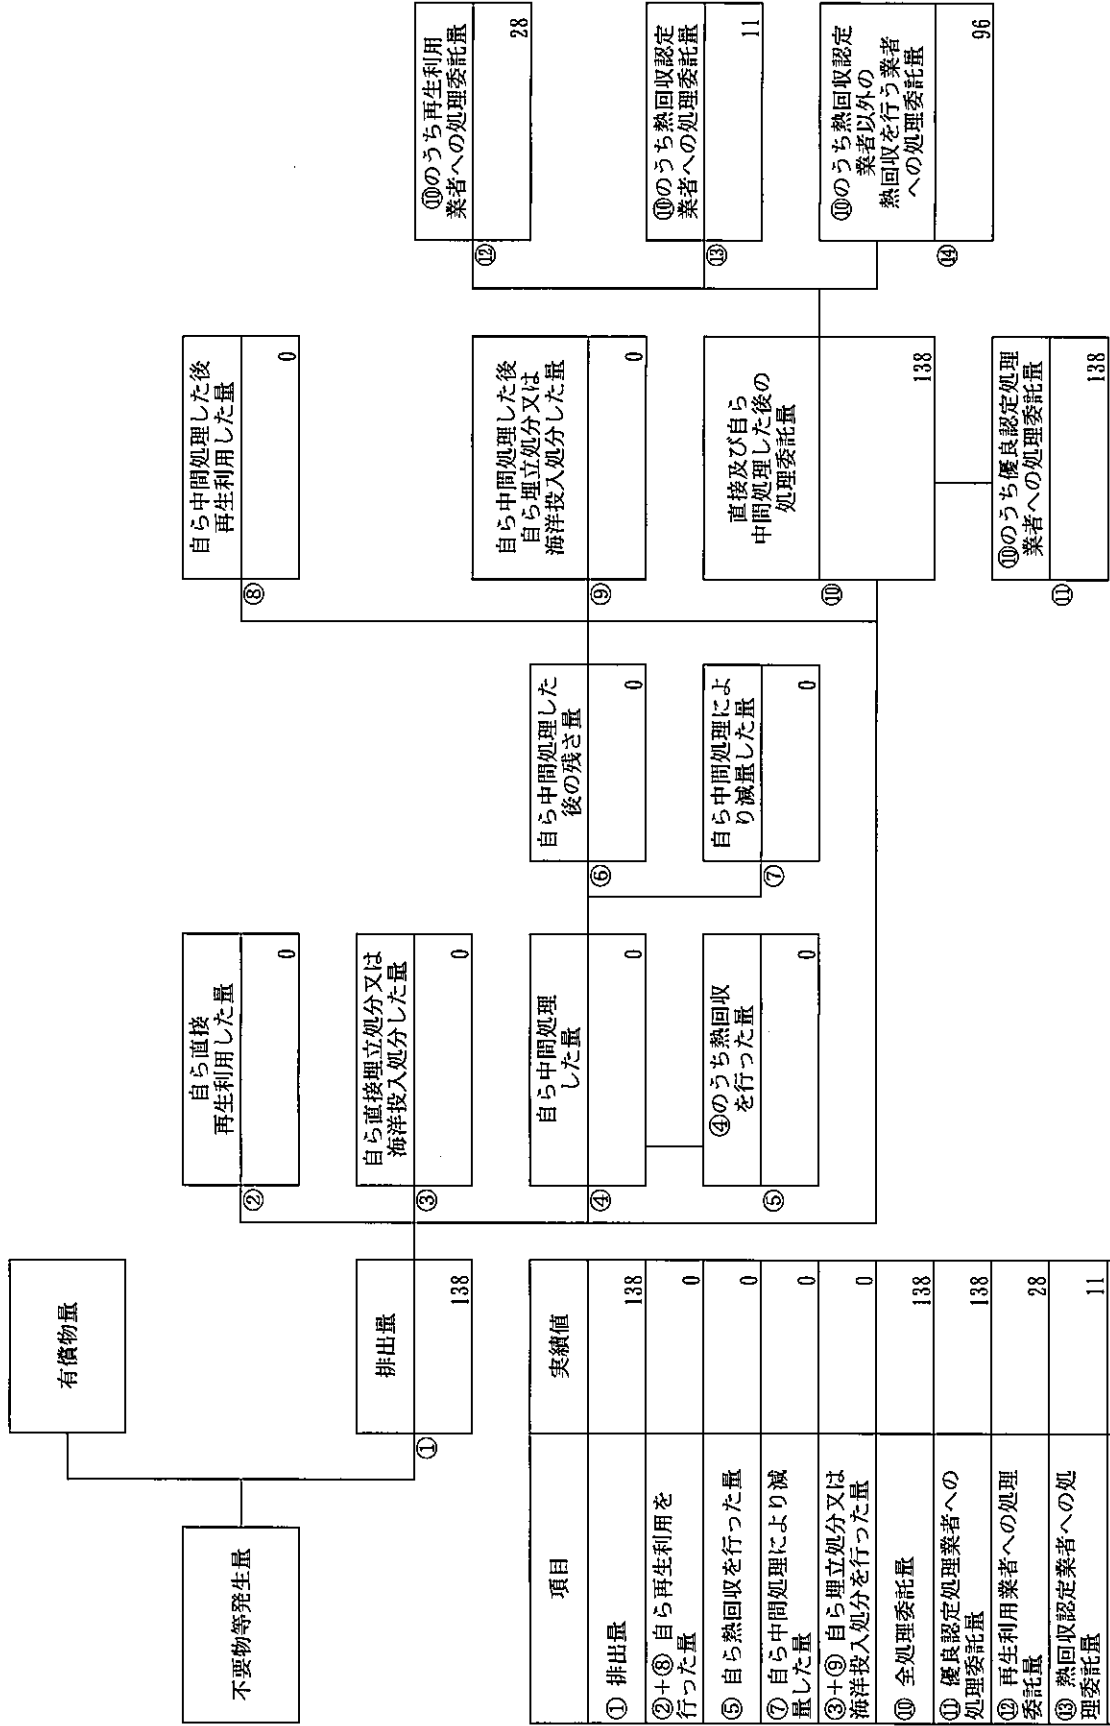 有償物量
不要物等発生量
排出量
①
138
自ら直接
再生利用した量
②
0
自ら直接埋立処分又は
海洋投入処分した量
③
0
自ら中間処理
した量
④
0
④のうち熱回収
を行った量
⑤
0
自ら中間処理した
後の残さ量
⑥
0
自ら中間処理によ
り減量した量
⑦
0
自ら中間処理した後
再生利用した量
⑧
0
自ら中間処理した後
自ら埋立処分又は
海洋投入処分した量
⑨
0
直接及び自ら
中間処理した後の
処理委託量
⑩
138
⑩のうち優良認定処理
業者への処理委託量
⑪
138
⑩のうち再生利用
業者への処理委託量
⑫
28
⑩のうち熱回収認定
業者への処理委託量
⑬
11
⑩のうち熱回収認定
業者以外の
熱回収を行う業者
への処理委託量
⑭
96
項目 実績値
① 排出量 138
②+⑧ 自ら再生利用を
行った量 0
⑤ 自ら熱回収を行った量 0
⑦ 自ら中間処理により減
量した量 0
③+⑨ 自ら埋立処分又は
海洋投入処分を行った量 0
⑩ 全処理委託量 138
⑪ 優良認定処理業者への
処理委託量 138
⑫ 再生利用業者への処理
委託量 28
⑬ 熱回収認定業者への処
理委託量 11